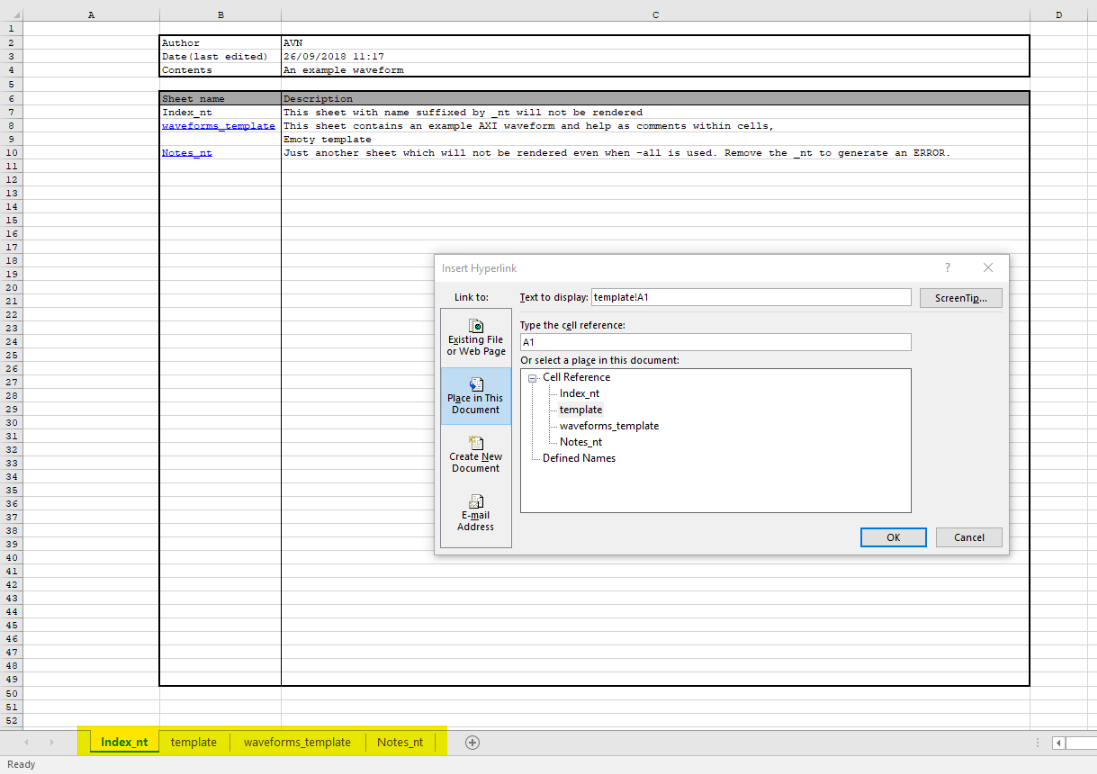 A B C D
1
2 Author AVN
3 Date(last edited) 26/09/2018 11:17
4 Contents An example waveform
5
6 Sheet name Description
7 Index_nt This sheet with name suffixed by _nt will not be rendered
8 waveforms_template This sheet contains an example AXI waveform and help as comments within cells,
9 Emoty template
10 Notes_nt Just another sheet which will not be rendered even when -all is used. Remove the _nt to generate an ERROR.
11
12
13
14
15
16
17
18
19
20
21
22
23
24
25
26
27
28
29
30
31
32
33
34
35
36
37
38
39
40
41
42
43
44
45
46
47
48
49
50
51
52
Insert Hyperlink ? ×
Link to: Text to display: template!A1 ScreenTip...
Existing File
or Web Page
Place in This
Document
Create New
Document
E-mail
Address
Type the cell reference:
A1
Or select a place in this document:
Cell Reference
Index_nt
template
waveforms_template
Notes_nt
Defined Names
OK Cancel
Index_nt template waveforms_template Notes_nt
Ready